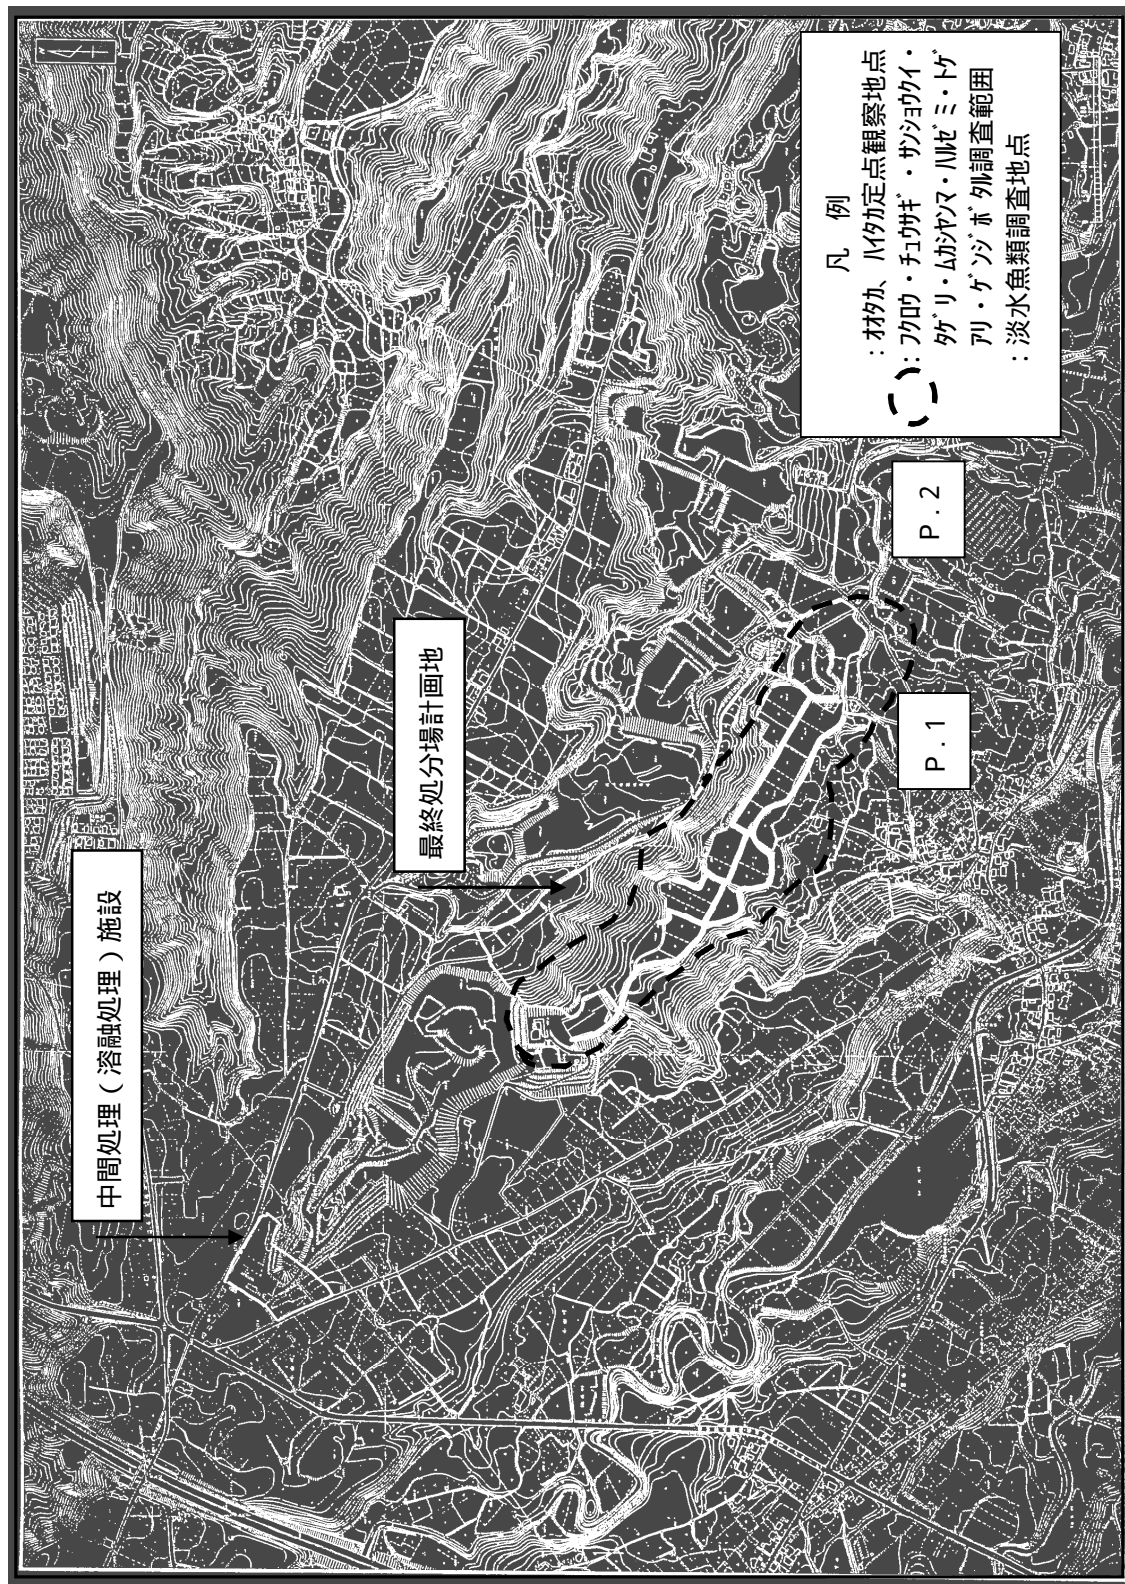 凡　例
：オオタカ、ハイタカ定点観察地点
：フクロウ・チュウサギ・サンショウクイ・
タゲリ・ムカシヤンマ・ハルゼミ・トゲ
アリ・ゲンジボタル調査範囲
：淡水魚類調査地点
中間処理（溶融処理）施設
最終処分場計画地
P.1
P.2